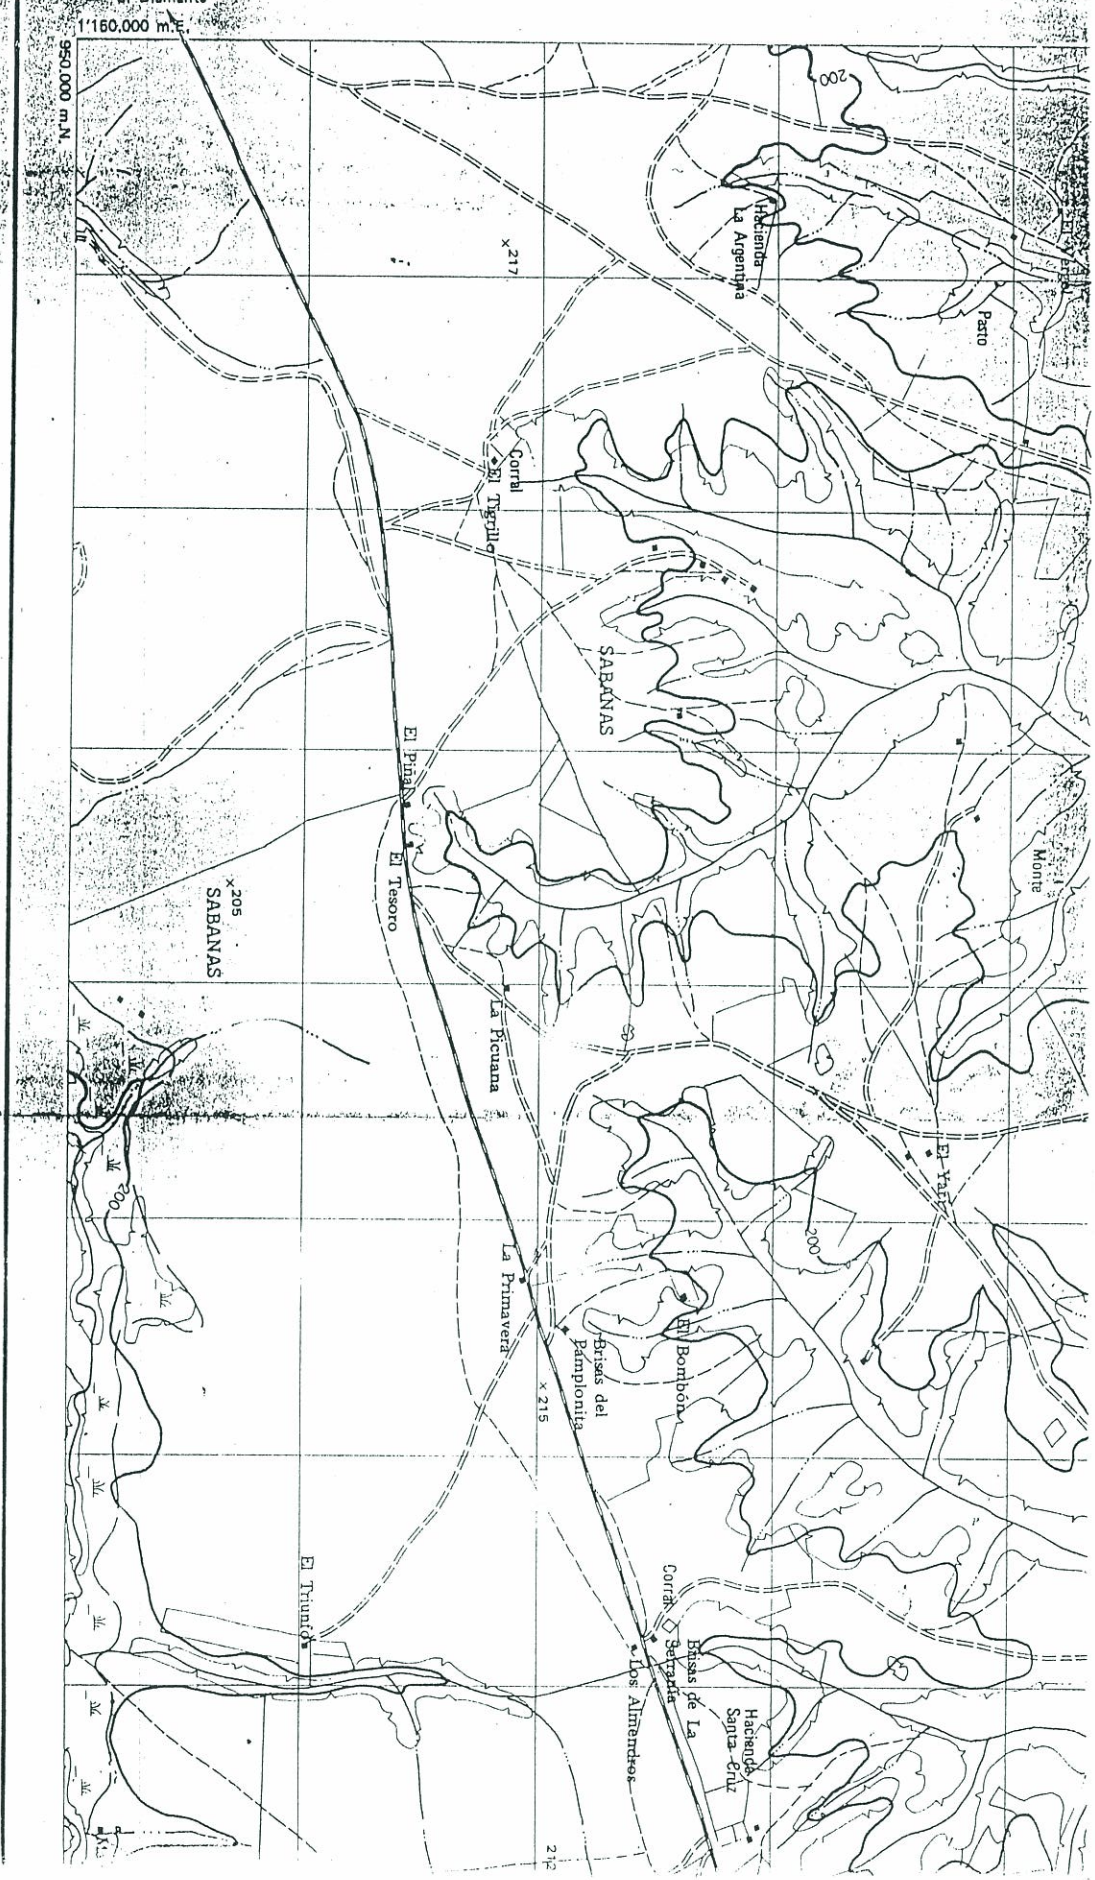 1'160,000 m.E.
950.000 m.N.
200
Hacienda
La Argentina
Pasto
217
Corral
El Tigrillo
SABANAS
El Piñal
El Tesoro
205
SABANAS
Monte
La Picuana
El Yari
200
200
La Primavera
Brisas del
Pamplonita
El Bombón
215
El Triunfo
Corral
Brisas de La
Serranía
Los Almendros
Hacienda
Santa Cruz
212